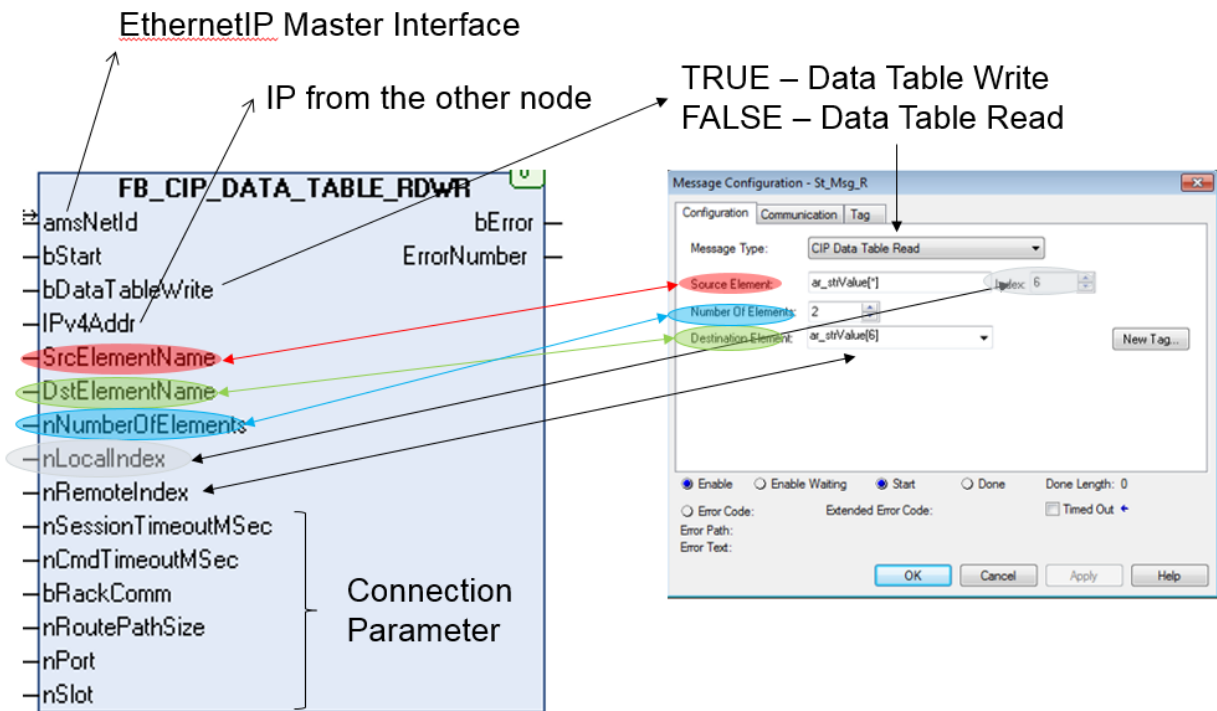 EthernetIP Master Interface
IP from the other node
TRUE – Data Table Write
FALSE – Data Table Read
FB_CIP_DATA_TABLE_RDWR
amsNetId
bStart
bDataTableWrite
IPv4Addr
SrcElementName
DstElementName
nNumberOfElements
nLocalIndex
nRemoteIndex
nSessionTimeoutMSec
nCmdTimeoutMSec
bRackComm
nRoutePathSize
nPort
nSlot
bError
ErrorNumber
Connection
Parameter
Message Configuration - St_Msg_R
Configuration Communication Tag
Message Type: CIP Data Table Read
Source Element: ar_strValue[*] Index: 6
Number Of Elements: 2
Destination Element: ar_strValue[6] New Tag...
Enable Enable Waiting Start Done Done Length: 0
Error Code: Extended Error Code: Timed Out
Error Path:
Error Text:
OK Cancel Apply Help